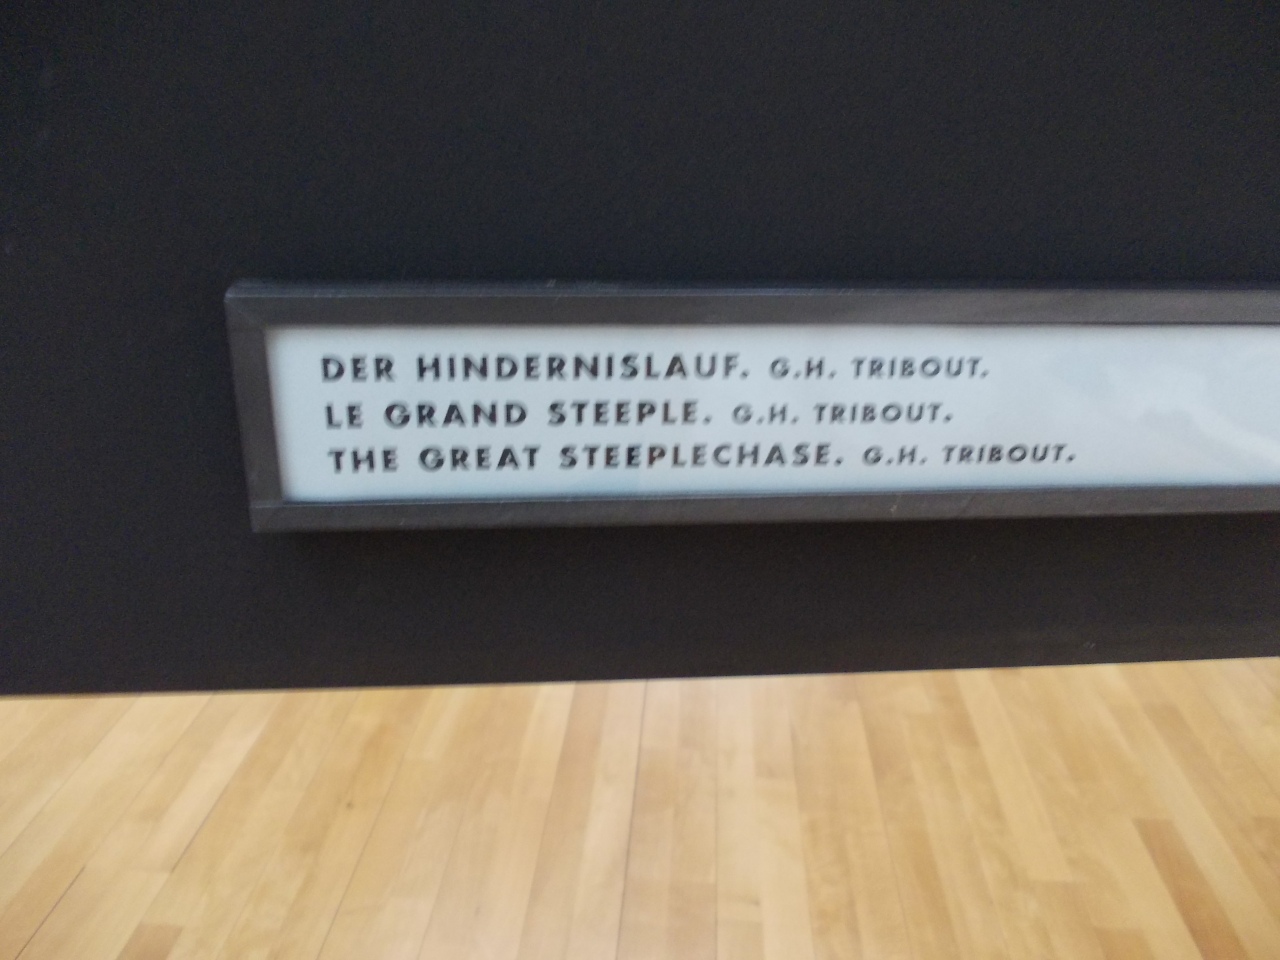 DER HINDERNISLAUF. G.H. TRIBOUT.
LE GRAND STEEPLE. G.H. TRIBOUT.
THE GREAT STEEPLECHASE. G.H. TRIBOUT.